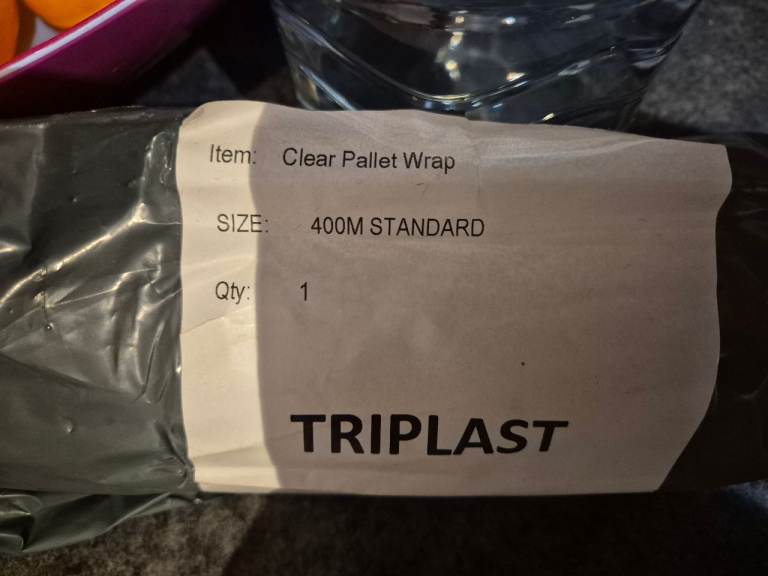 Item: Clear Pallet Wrap
SIZE: 400M STANDARD
Qty: 1
TRIPLAST